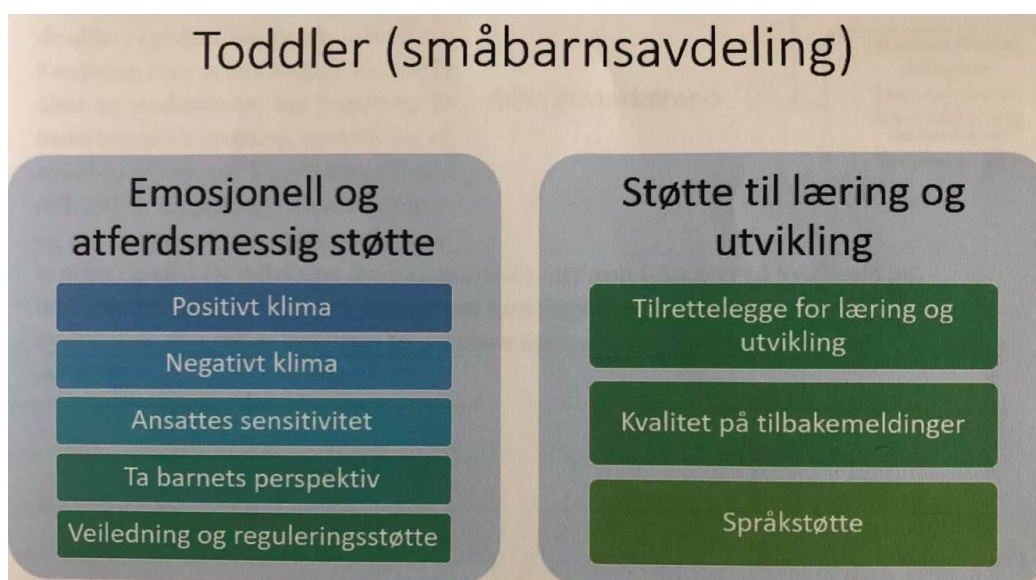 Toddler (småbarnsavdeling)
Emosjonell og
atferdsmessig støtte
Positivt klima
Negativt klima
Ansattes sensitivitet
Ta barnets perspektiv
Veiledning og reguleringsstøtte
Støtte til læring og
utvikling
Tilrettelegge for læring og
utvikling
Kvalitet på tilbakemeldinger
Språkstøtte